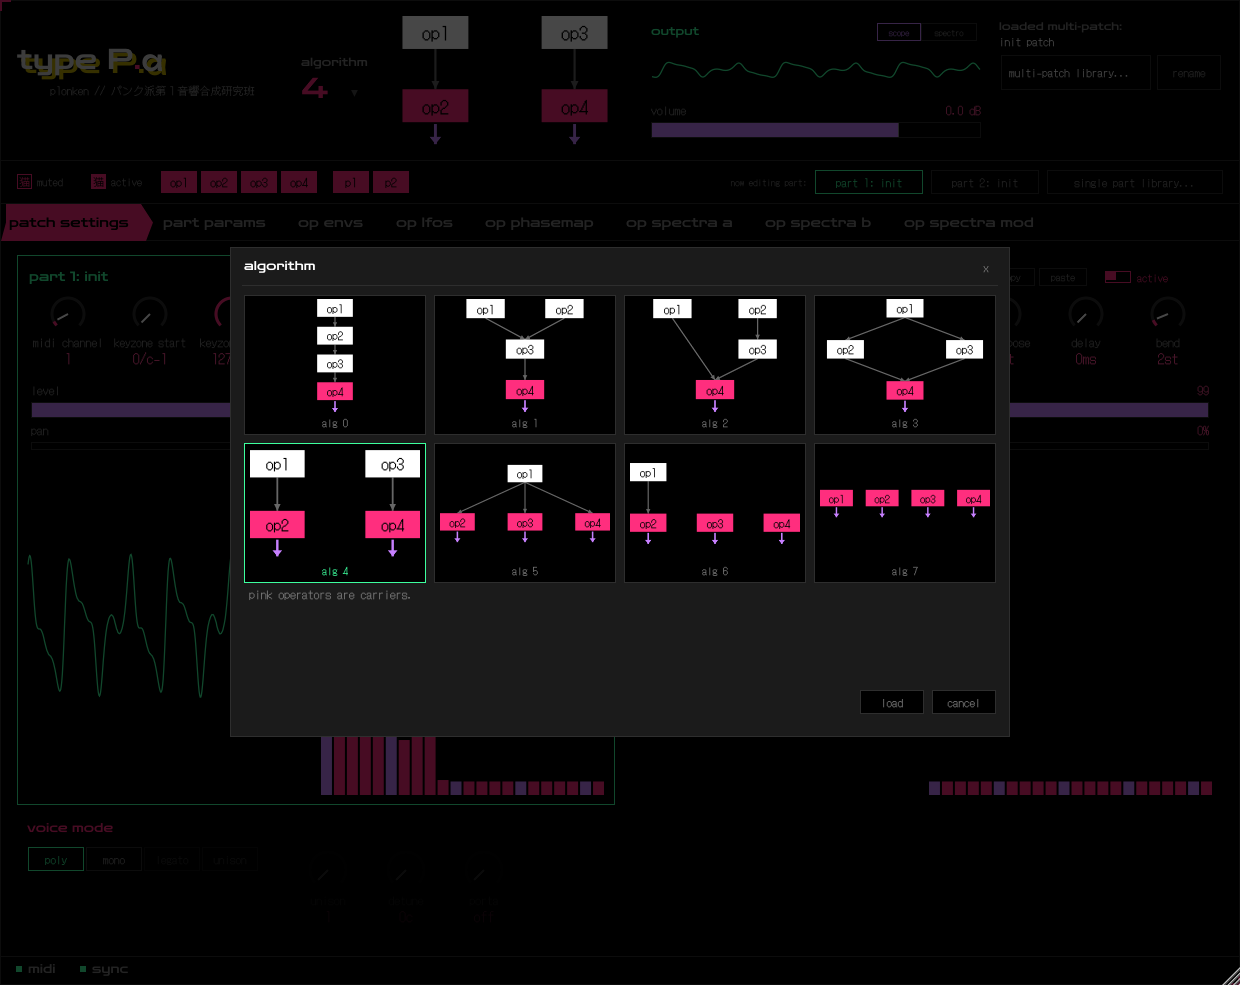 type P.a
plonken // パンク派第1音響合成研究班
algorithm
4
op1
op3
op2
op4
output
scope
spectra
volume
0.0 dB
loaded multi-patch:
init patch
multi-patch library...
rename
muted
active
op1
op2
op3
op4
p1
p2
now editing part:
part 1: init
part 2: init
single part library...
patch settings
part params
op envs
op lfos
op phasemap
op spectra a
op spectra b
op spectra mod
part 1: init
paste
active
midi channel
1
keyzone start
0/c-1
127
delay
0ms
bend
2st
level
99
pan
0%
algorithm
x
op1
op2
op3
op4
alg 0
op1
op2
op3
op4
alg 1
op1
op2
op3
op4
alg 2
op1
op2
op3
op4
alg 3
op1
op3
op2
op4
alg 4
op1
op2
op3
op4
alg 5
op1
op2
op3
op4
alg 6
op1
op2
op3
op4
alg 7
pink operators are carriers.
load
cancel
voice mode
poly
mono
legato
unison
midi
sync